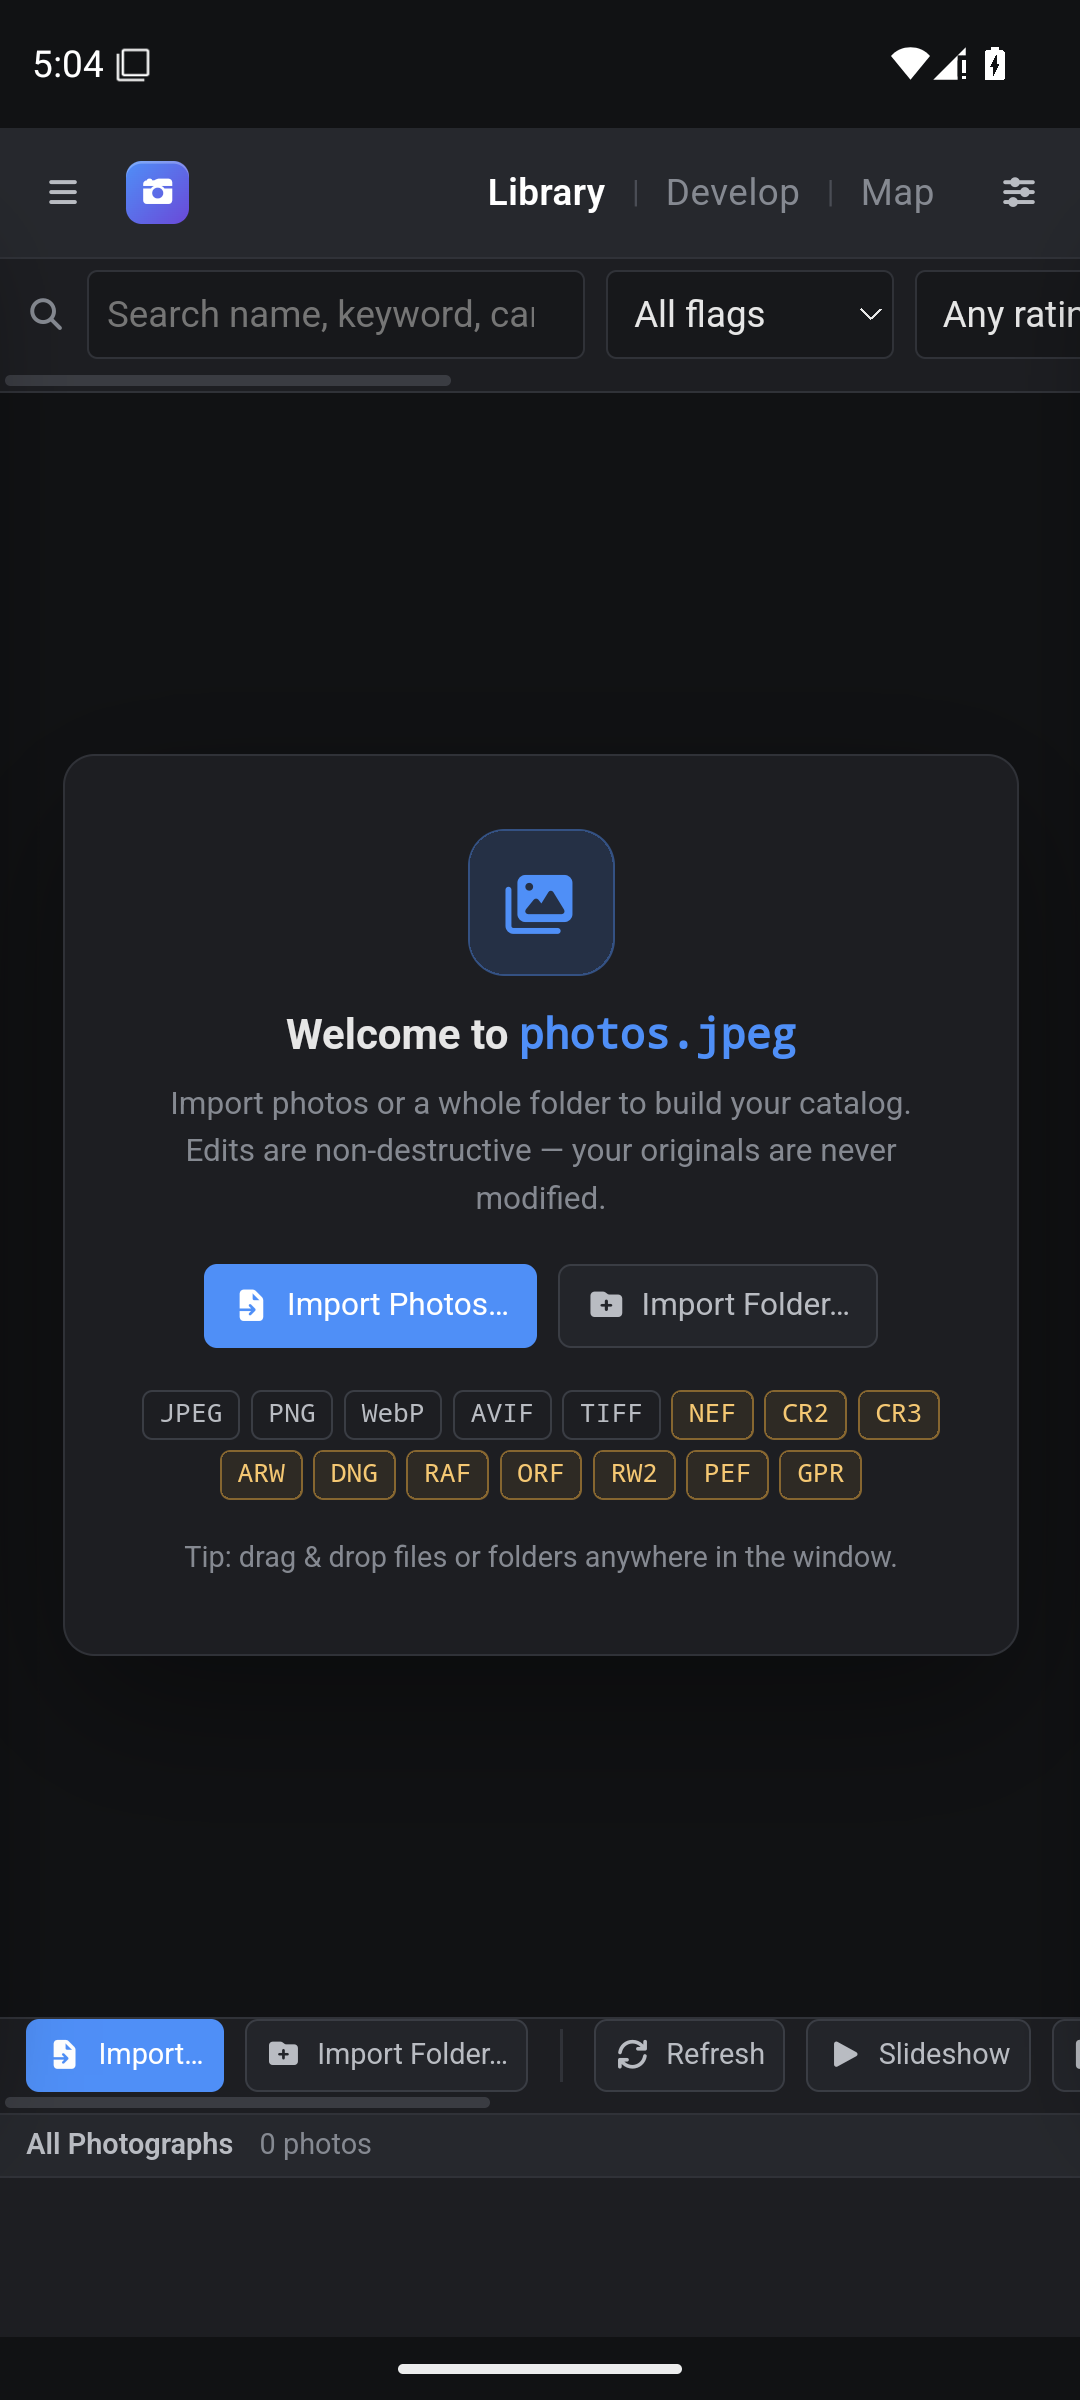 5:04
Library | Develop | Map
Search name, keyword, car
All flags
Any ratin
Welcome to photos.jpeg
Import photos or a whole folder to build your catalog.
Edits are non-destructive — your originals are never
modified.
Import Photos...
Import Folder...
JPEG PNG WebP AVIF TIFF NEF CR2 CR3
ARW DNG RAF ORF RW2 PEF GPR
Tip: drag & drop files or folders anywhere in the window.
Import...
Import Folder...
Refresh
Slideshow
All Photographs 0 photos